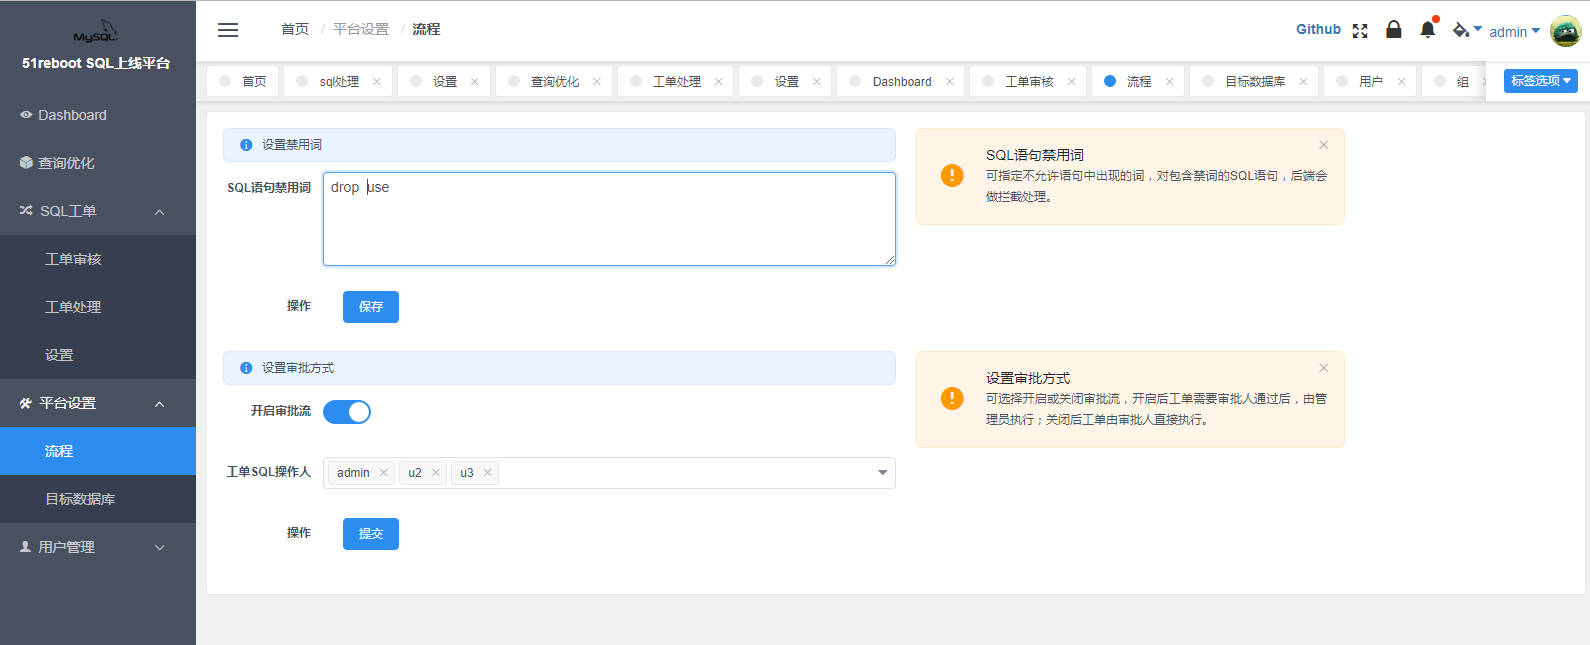 MySQL
51reboot SQL上线平台
Dashboard
查询优化
SQL工单
工单审核
工单处理
设置
平台设置
流程
目标数据库
用户管理
首页 / 平台设置 / 流程
Github
admin
首页
sql处理
设置
查询优化
工单处理
设置
Dashboard
工单审核
流程
目标数据库
用户
组
标签选项
设置禁用词
SQL语句禁用词
drop use
操作
保存
SQL语句禁用词
可指定不允许语句中出现的词，对包含禁词的SQL语句，后端会
做拦截处理。
设置审批方式
开启审批流
工单SQL操作人
admin
u2
u3
操作
提交
设置审批方式
可选择开启或关闭审批流，开启后工单需要审批人通过后，由管
理员执行；关闭后工单由审批人直接执行。